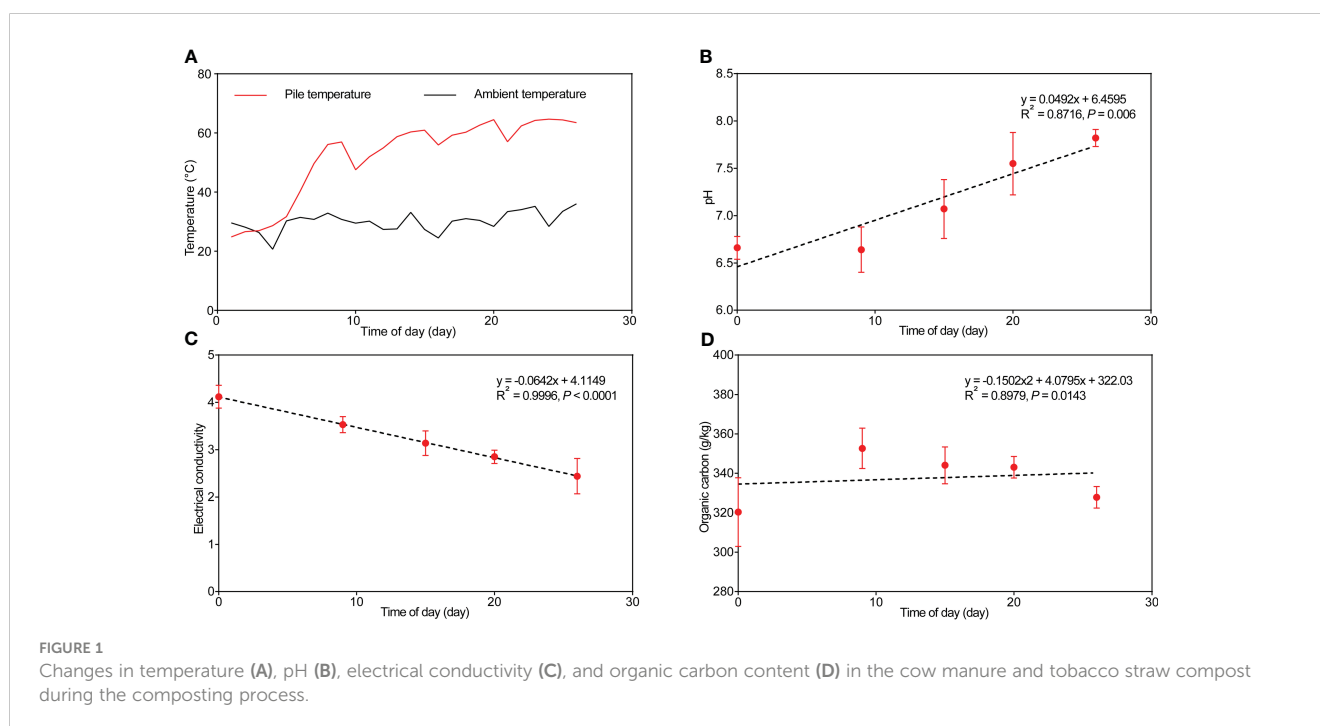 A
80
60
40
20
0
Temperature (°C)
Pile temperature
Ambient temperature
10
20
30
Time of day (day)
B
8.5
8.0
7.5
7.0
6.5
6.0
pH
y = 0.0492x + 6.4595
R2 = 0.8716, P = 0.006
0
10
20
30
Time of day (day)
C
5
4
3
2
1
0
Electrical conductivity
y = -0.0642x + 4.1149
R2 = 0.9996, P < 0.0001
0
10
20
30
Time of day (day)
D
400
380
360
340
320
300
280
Organic carbon (g/kg)
y = -0.1502x2 + 4.0795x + 322.03
R2 = 0.8979, P = 0.0143
0
10
20
30
Time of day (day)
FIGURE 1
Changes in temperature (A), pH (B), electrical conductivity (C), and organic carbon content (D) in the cow manure and tobacco straw compost
during the composting process.